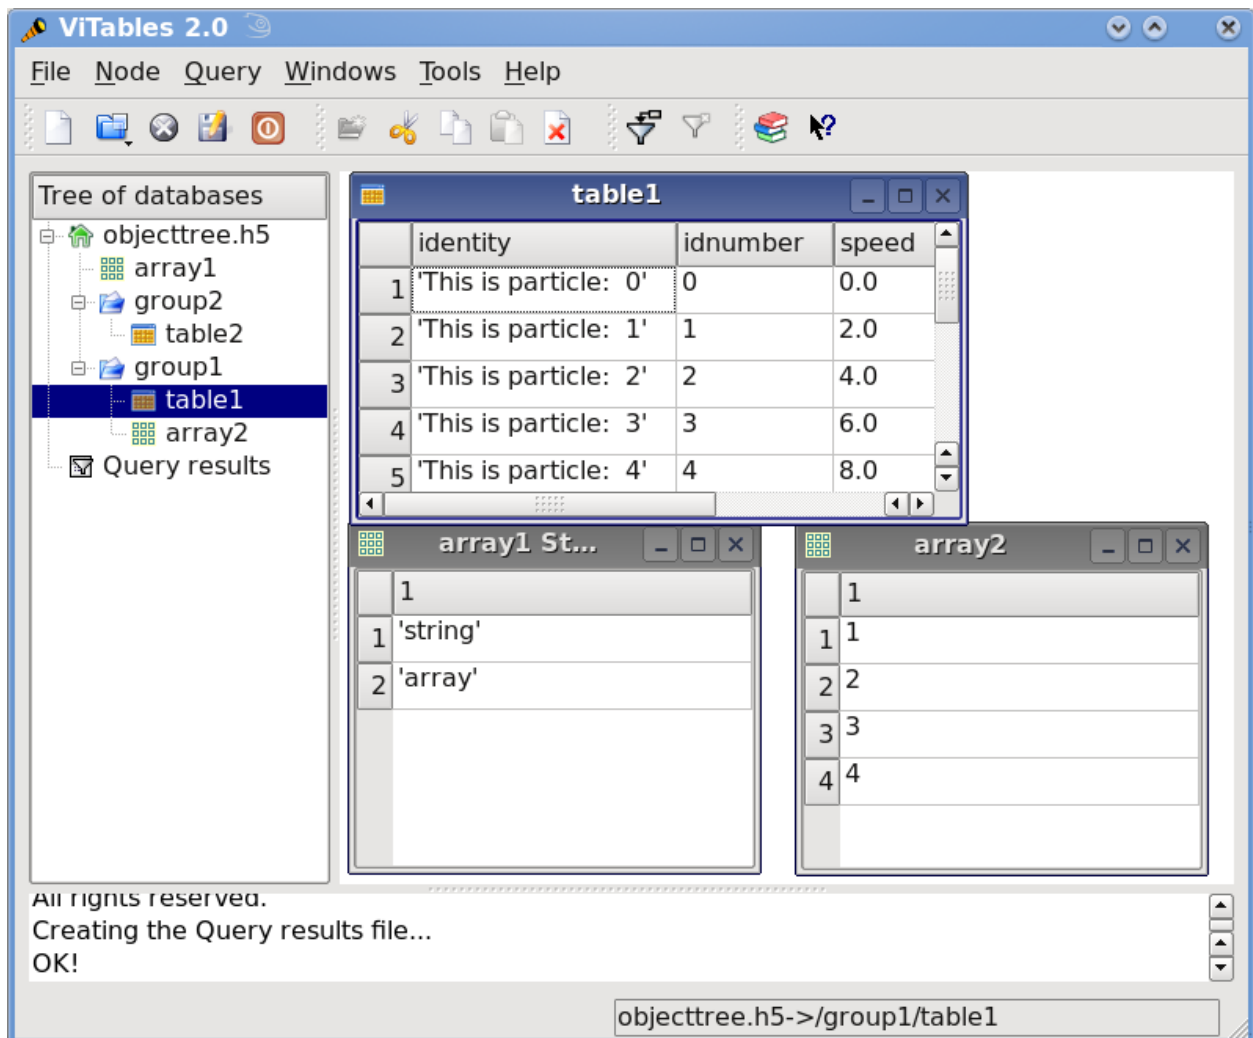 ViTables 2.0
File Node Query Windows Tools Help
Tree of databases
objecttree.h5
array1
group2
table2
group1
table1
array2
Query results
table1
identity idnumber speed
1 'This is particle:  0' 0 0.0
2 'This is particle:  1' 1 2.0
3 'This is particle:  2' 2 4.0
4 'This is particle:  3' 3 6.0
5 'This is particle:  4' 4 8.0
array1 St...
1
1 'string'
2 'array'
array2
1
1 1
2 2
3 3
4 4
All rights reserved.
Creating the Query results file...
OK!
objecttree.h5->/group1/table1